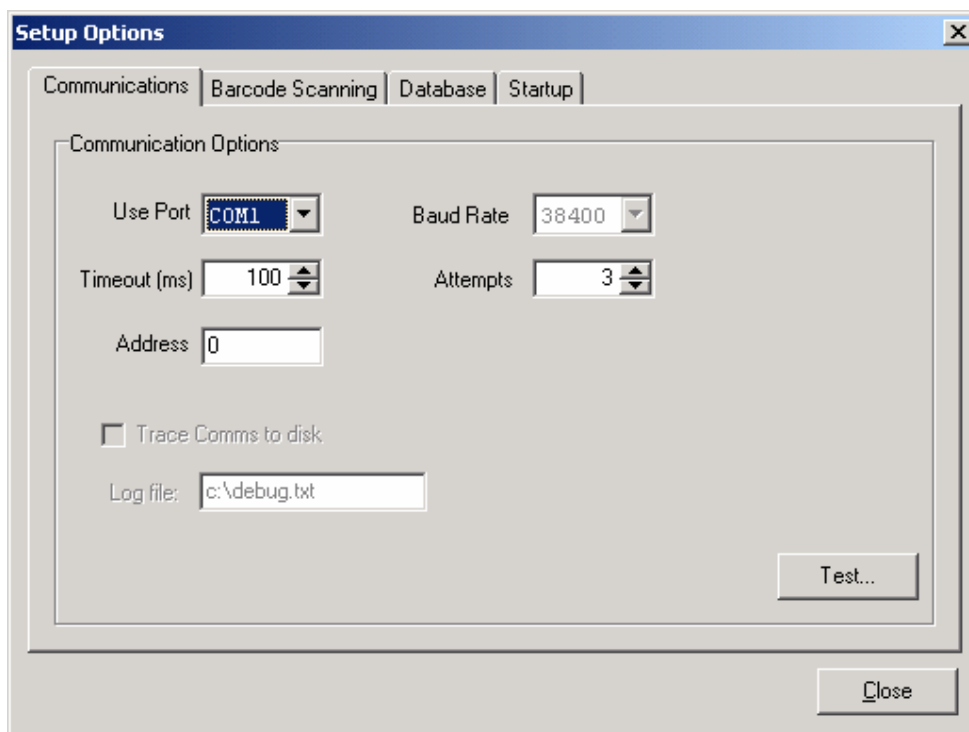 Setup Options
Communications Barcode Scanning Database Startup
Communication Options
Use Port COM1 Baud Rate 38400
Timeout (ms) 100 Attempts 3
Address 0
Trace Comms to disk
Log file: c:\debug.txt
Test...
Close